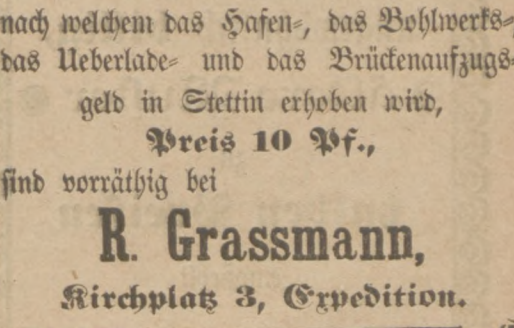 nach welchem das Hafen-, das Bohlwerks-,
das Ueberlade- und das Brückenaufzugs-
geld in Stettin erhoben wird,
Preis 10 Pf.,
sind vorräthig bei
R. Grassmann,
Kirchplatz 3, Expedition.